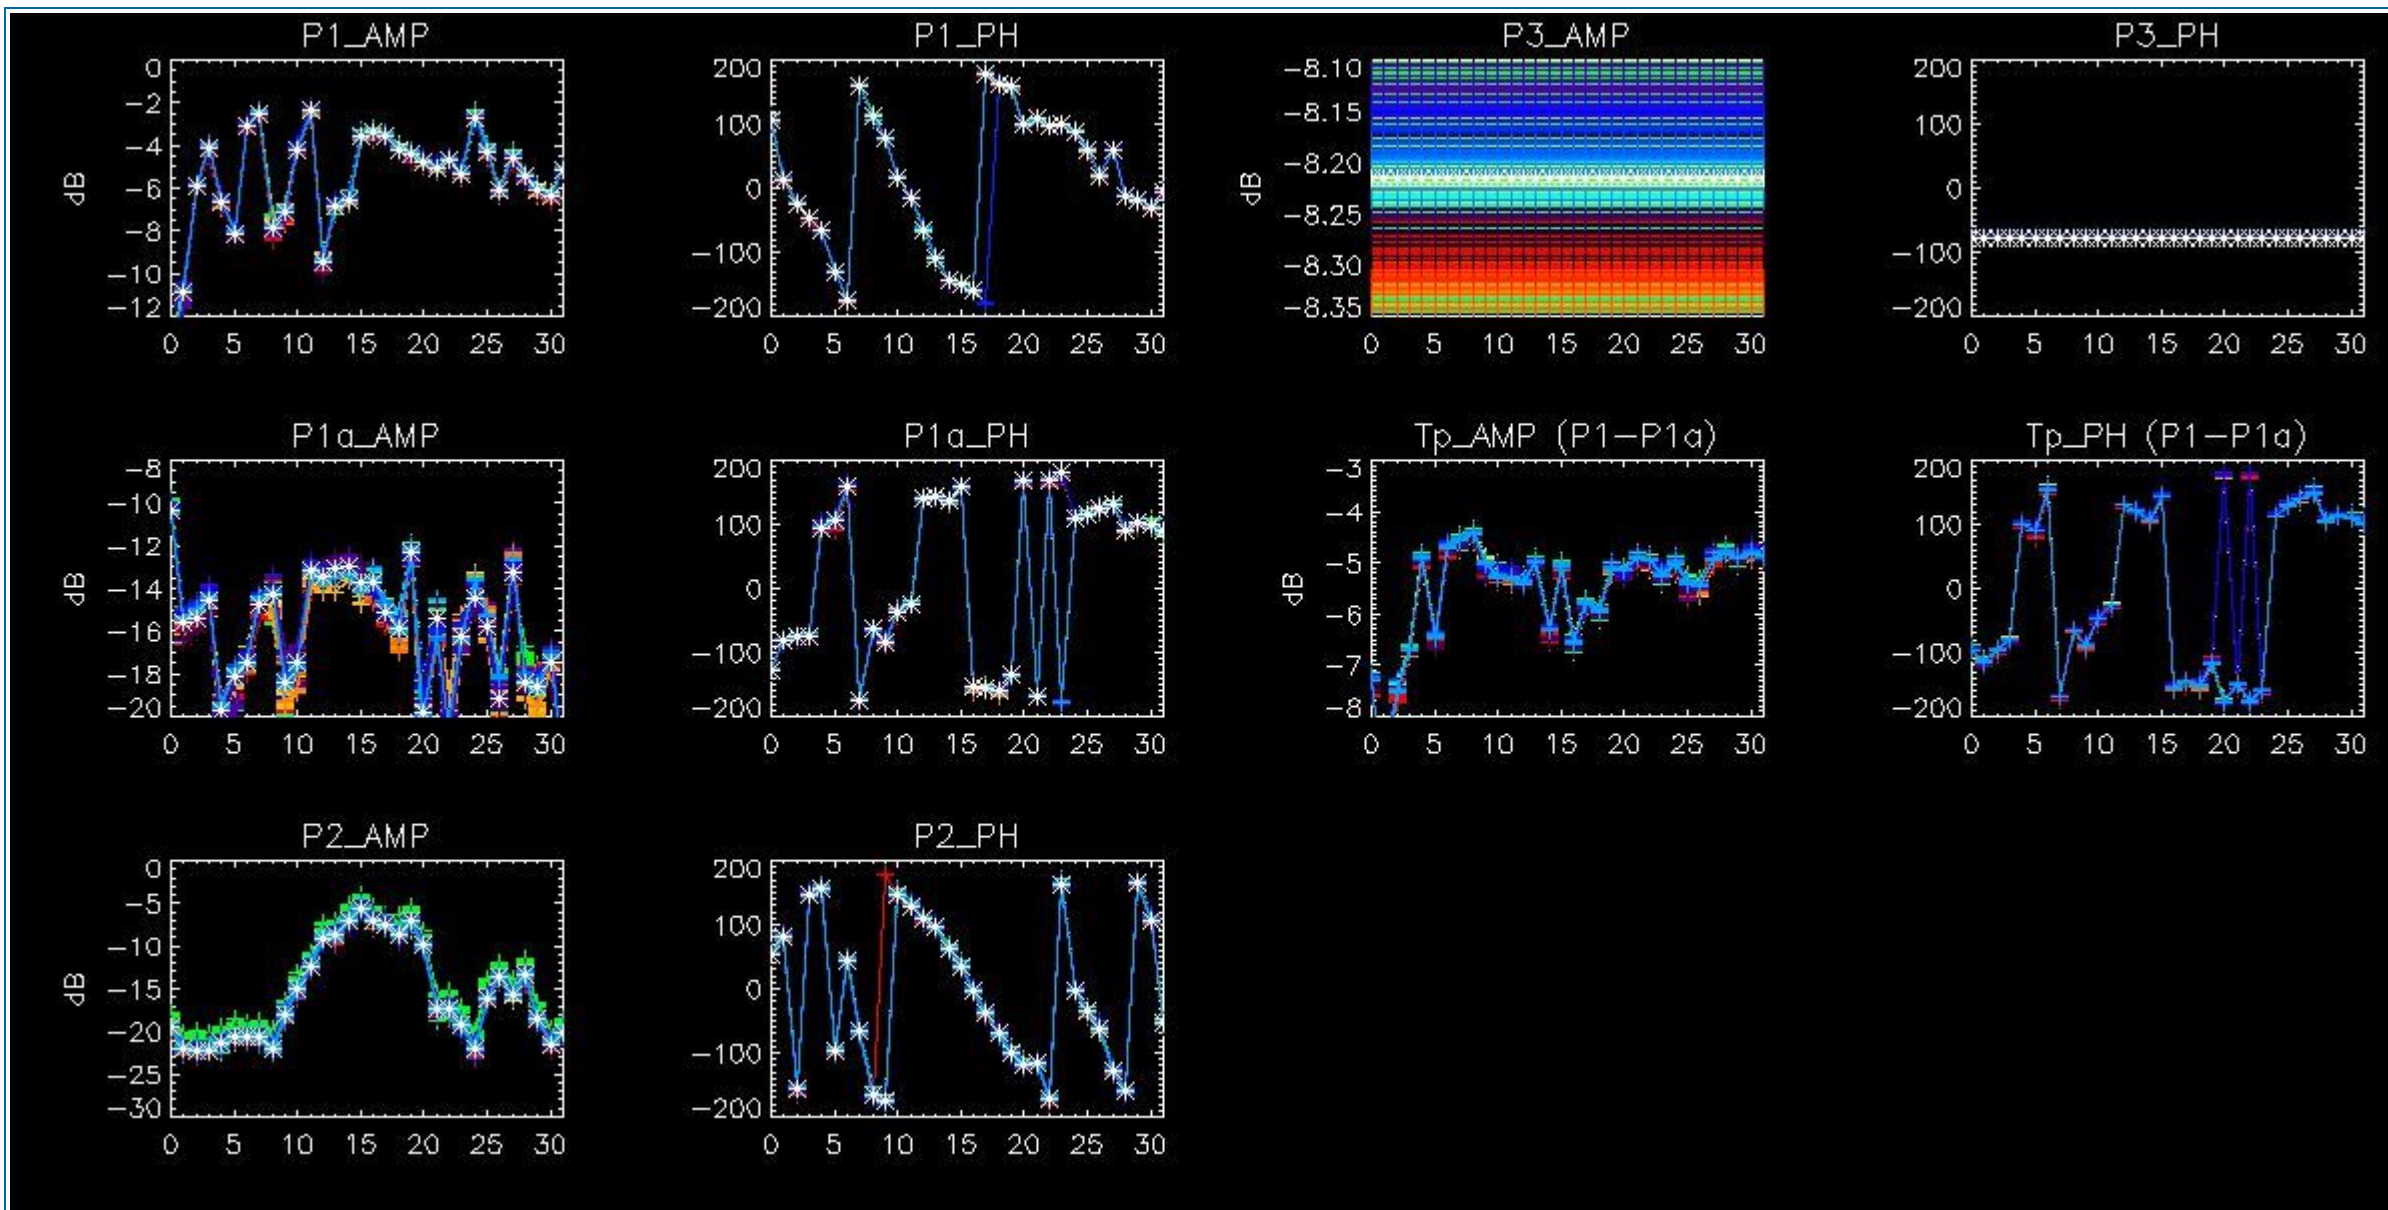 P1_AMP
0
−2
−4
−6
−8
−10
−12
dB
0 5 10 15 20 25 30
P1_PH
200
100
0
−100
−200
0 5 10 15 20 25 30
P3_AMP
−8.10
−8.15
−8.20
−8.25
−8.30
−8.35
dB
0 5 10 15 20 25 30
P3_PH
200
100
0
−100
−200
0 5 10 15 20 25 30
P1a_AMP
−8
−10
−12
−14
−16
−18
−20
dB
0 5 10 15 20 25 30
P1a_PH
200
100
0
−100
−200
0 5 10 15 20 25 30
Tp_AMP (P1−P1a)
−3
−4
−5
−6
−7
−8
dB
0 5 10 15 20 25 30
Tp_PH (P1−P1a)
200
100
0
−100
−200
0 5 10 15 20 25 30
P2_AMP
0
−5
−10
−15
−20
−25
−30
dB
0 5 10 15 20 25 30
P2_PH
200
100
0
−100
−200
0 5 10 15 20 25 30